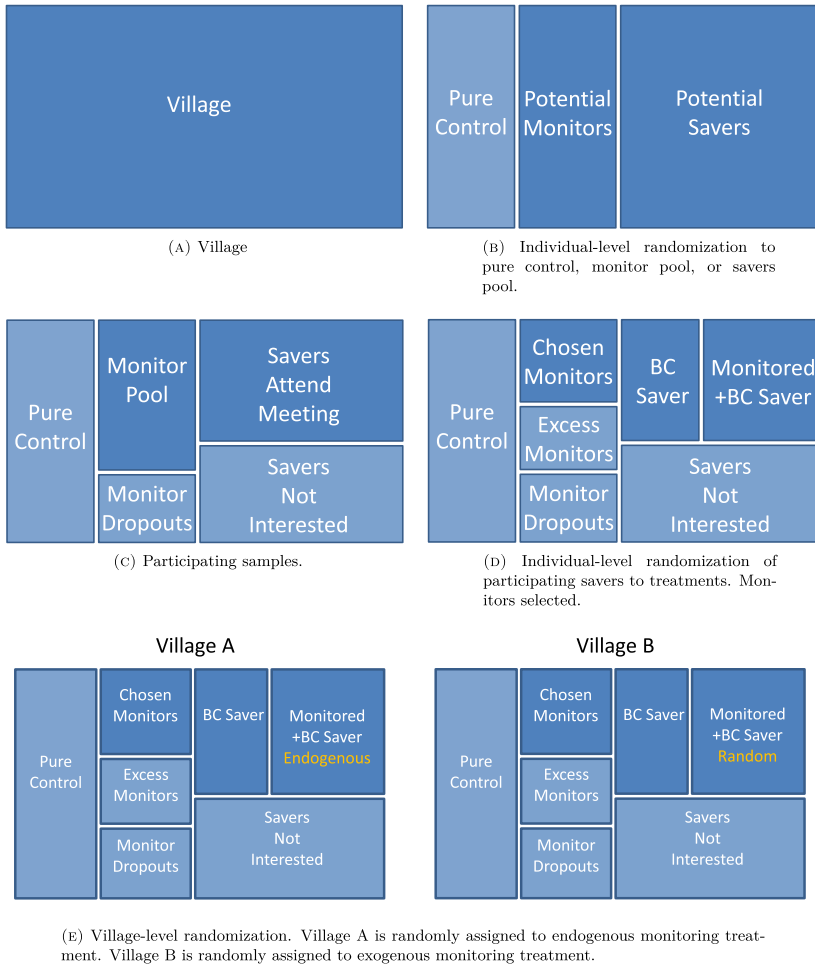 Village
(A) Village
Pure
Control
Potential
Monitors
Potential
Savers
(B) Individual-level randomization to
pure control, monitor pool, or savers
pool.
Pure
Control
Monitor
Pool
Monitor
Dropouts
Savers
Attend
Meeting
Savers
Not
Interested
(C) Participating samples.
Pure
Control
Chosen
Monitors
Excess
Monitors
Monitor
Dropouts
BC
Saver
Monitored
+BC Saver
Savers
Not
Interested
(D) Individual-level randomization of
participating savers to treatments. Mon-
itors selected.
Village A
Pure
Control
Chosen
Monitors
Excess
Monitors
Monitor
Dropouts
BC Saver
Monitored
+BC Saver
Endogenous
Savers
Not
Interested
Village B
Pure
Control
Chosen
Monitors
Excess
Monitors
Monitor
Dropouts
BC Saver
Monitored
+BC Saver
Random
Savers
Not
Interested
(E) Village-level randomization. Village A is randomly assigned to endogenous monitoring treat-
ment. Village B is randomly assigned to exogenous monitoring treatment.